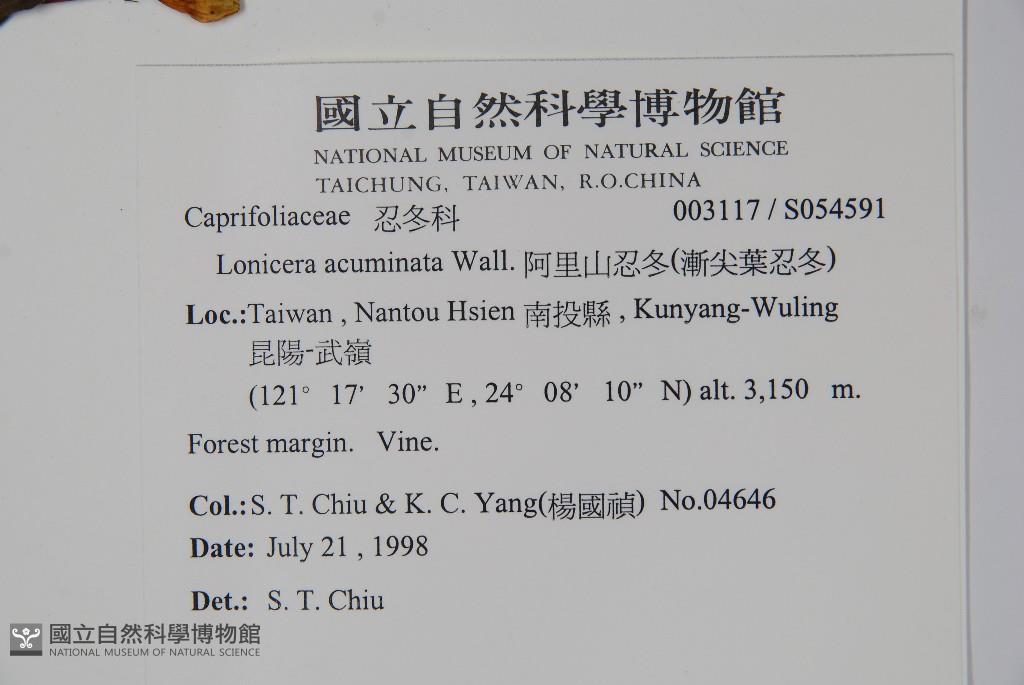 國立自然科學博物館
NATIONAL MUSEUM OF NATURAL SCIENCE
TAICHUNG, TAIWAN, R.O.CHINA
Caprifoliaceae 忍冬科 003117 / S054591
Lonicera acuminata Wall. 阿里山忍冬(漸尖葉忍冬)
Loc.:Taiwan , Nantou Hsien 南投縣 , Kunyang-Wuling
昆陽-武嶺
(121° 17’ 30” E , 24° 08’ 10” N) alt. 3,150 m.
Forest margin. Vine.
Col.: S. T. Chiu & K. C. Yang(楊國禎) No.04646
Date: July 21 , 1998
Det.: S. T. Chiu
國立自然科學博物館
NATIONAL MUSEUM OF NATURAL SCIENCE